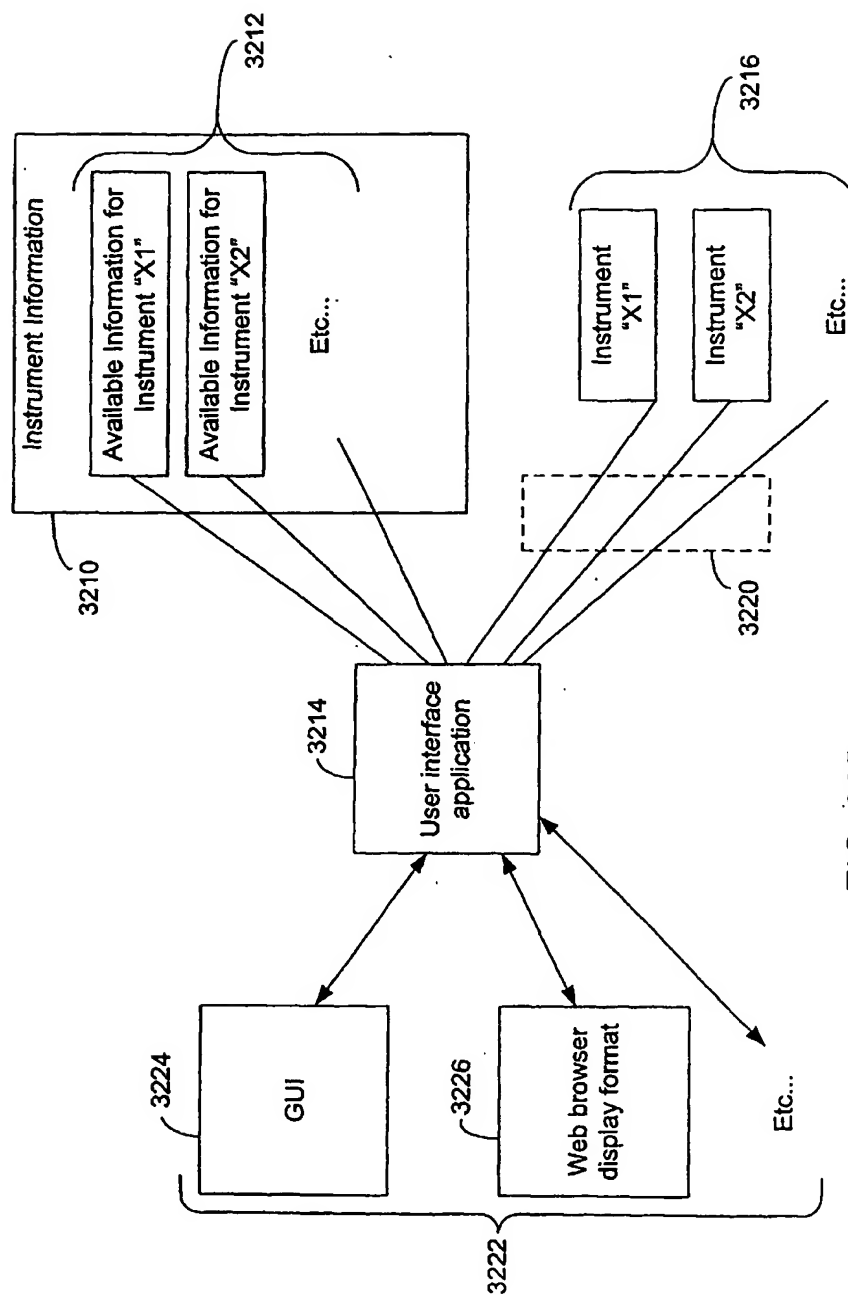 3212
Instrument Information
Available Information for
Instrument "X1"
Available Information for
Instrument "X2"
Etc...
3210
3216
Instrument
"X1"
Instrument
"X2"
Etc...
3220
3214
User interface
application
3224
GUI
3226
Web browser
display format
Etc...
3222